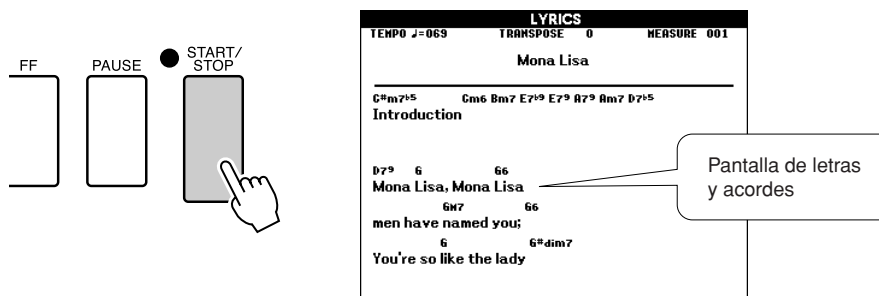 FF
PAUSE
START/
STOP
LYRICS
TEMPO ♩=069 TRANSPOSE 0 MEASURE 001
Mona Lisa
C#m7♭5 Cm6 Bm7 E7♭9 E79 A79 Am7 D7♭5
Introduction
D79 G G6
Mona Lisa, Mona Lisa
GM7 G6
men have named you;
G G#dim7
You're so like the lady
Pantalla de letras
y acordes